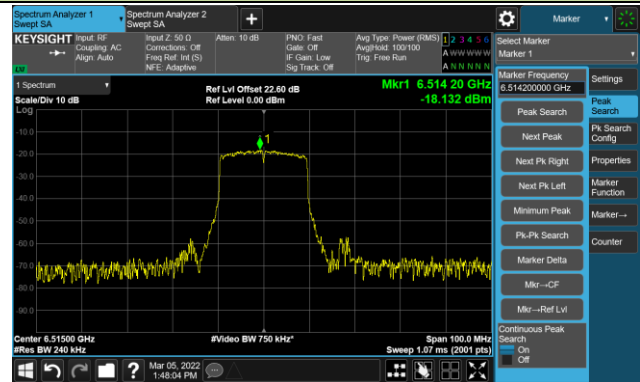 Spectrum Analyzer 1
Swept SA
Spectrum Analyzer 2
Swept SA
+
Marker
KEYSIGHT
Input: RF
Coupling: AC
Align: Auto
Input Z: 50 Ω
Corrections: Off
Freq Ref: Int (S)
NFE: Adaptive
Atten: 10 dB
PNO: Fast
Gate: Off
IF Gain: Low
Sig Track: Off
Avg Type: Power (RMS)
Avg|Hold: 100/100
Trig: Free Run
1 2 3 4 5 6
A W W W W W
A N N N N N
Select Marker
Marker 1
1 Spectrum
Scale/Div 10 dB
Log
Ref Lvl Offset 22.60 dB
Ref Level 0.00 dBm
Mkr1 6.514 20 GHz
-18.132 dBm
1
-10.0
-20.0
-30.0
-40.0
-50.0
-60.0
-70.0
-80.0
-90.0
Center 6.51500 GHz
#Res BW 240 kHz
#Video BW 750 kHz*
Span 100.0 MHz
Sweep 1.07 ms (2001 pts)
Marker Frequency
6.514200000 GHz
Peak Search
Next Peak
Next Pk Right
Next Pk Left
Minimum Peak
Pk-Pk Search
Marker Delta
Mkr→CF
Mkr→Ref Lvl
Continuous Peak
Search
On
Off
Settings
Peak
Search
Pk Search
Config
Properties
Marker
Function
Marker→
Counter
?
Mar 05, 2022
1:48:04 PM